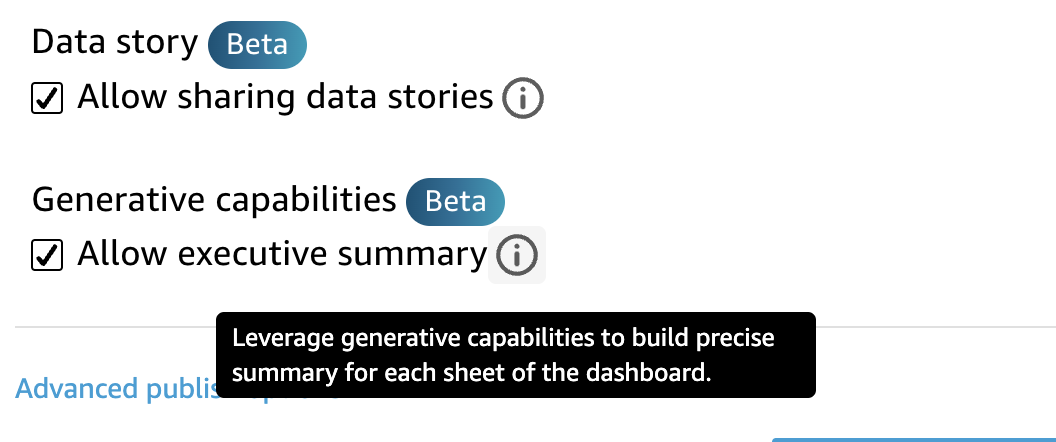 Data story Beta
Allow sharing data stories
Generative capabilities Beta
Allow executive summary
Leverage generative capabilities to build precise
summary for each sheet of the dashboard.
Advanced